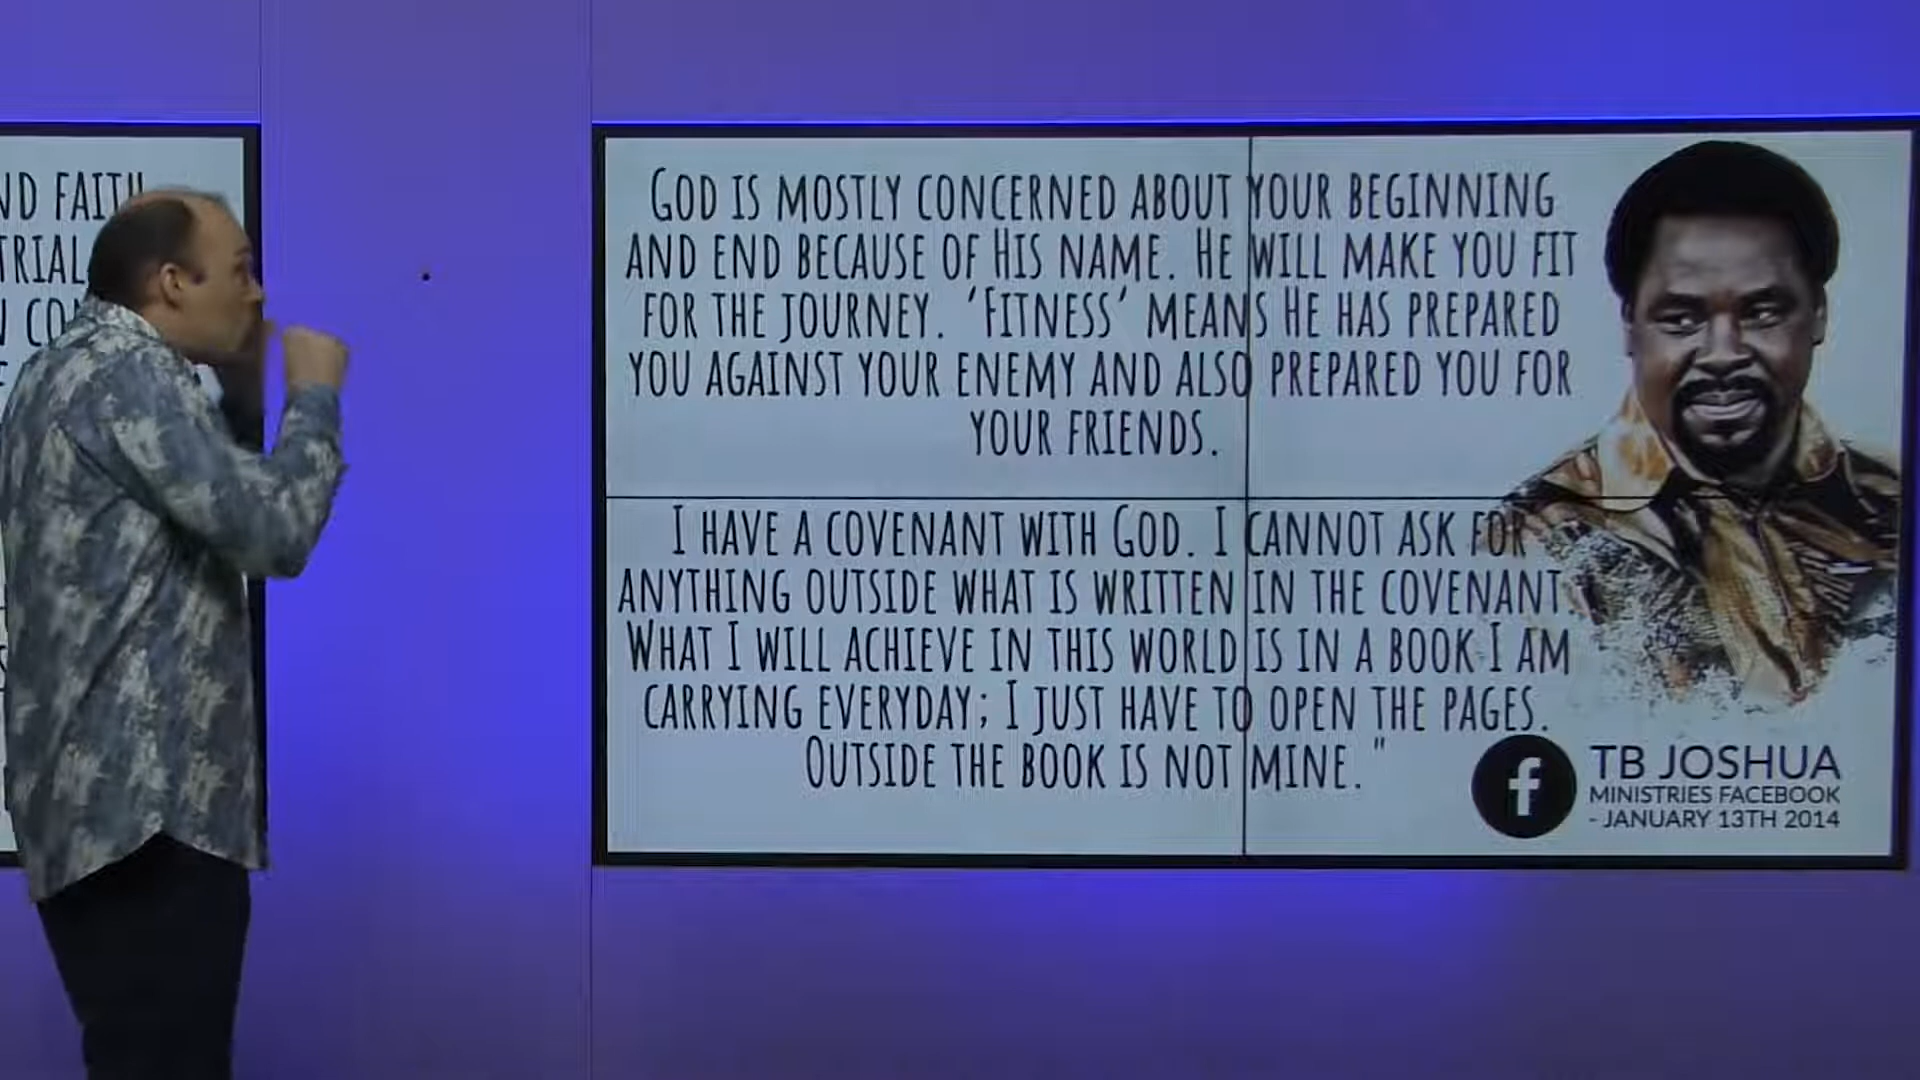 ND FAITH
TRIAL
GOD IS MOSTLY CONCERNED ABOUT YOUR BEGINNING
AND END BECAUSE OF HIS NAME. HE WILL MAKE YOU FIT
FOR THE JOURNEY. 'FITNESS' MEANS HE HAS PREPARED
YOU AGAINST YOUR ENEMY AND ALSO PREPARED YOU FOR
YOUR FRIENDS.
I HAVE A COVENANT WITH GOD. I CANNOT ASK FOR
ANYTHING OUTSIDE WHAT IS WRITTEN IN THE COVENANT.
WHAT I WILL ACHIEVE IN THIS WORLD IS IN A BOOK I AM
CARRYING EVERYDAY; I JUST HAVE TO OPEN THE PAGES.
OUTSIDE THE BOOK IS NOT MINE. "
f TB JOSHUA
MINISTRIES FACEBOOK
- JANUARY 13TH 2014